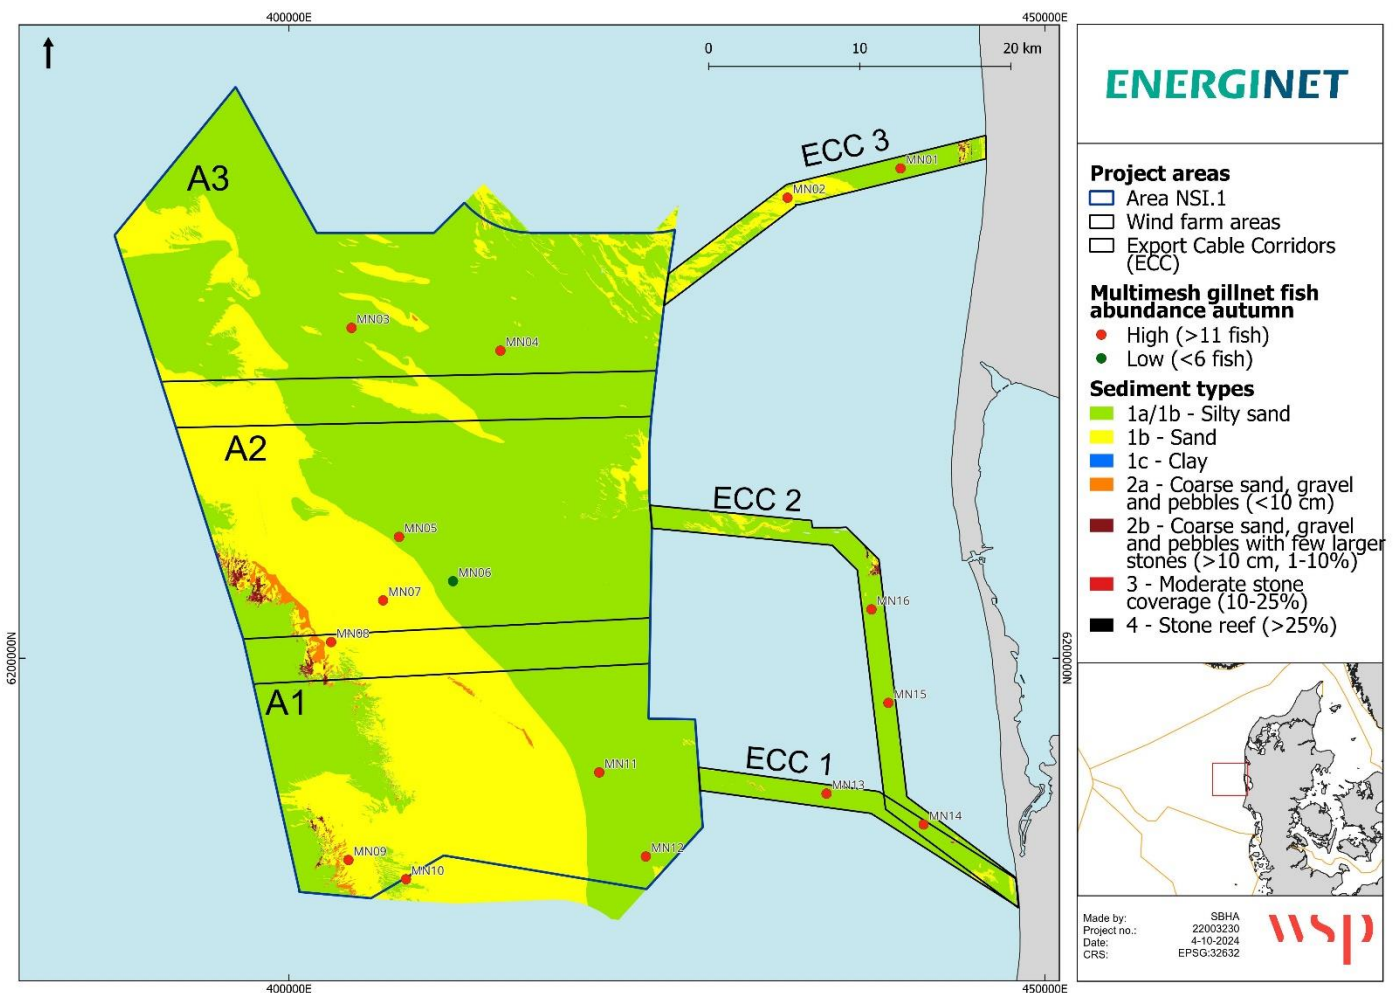 400000E
450000E
0
10
20 km
ECC 3
MN01
MN02
A3
MN03
MN04
A2
ECC 2
MN05
MN06
MN07
MN16
MN08
6200000N
6200000N
A1
MN15
ECC 1
MN11
MN13
MN14
MN12
MN09
MN10
400000E
450000E
ENERGINET
Project areas
Area NSI.1
Wind farm areas
Export Cable Corridors
(ECC)
Multimesh gillnet fish
abundance autumn
High (>11 fish)
Low (<6 fish)
Sediment types
1a/1b - Silty sand
1b - Sand
1c - Clay
2a - Coarse sand, gravel
and pebbles (<10 cm)
2b - Coarse sand, gravel
and pebbles with few larger
stones (>10 cm, 1-10%)
3 - Moderate stone
coverage (10-25%)
4 - Stone reef (>25%)
Made by: SBHA
Project no.: 22003230
Date: 4-10-2024
CRS: EPSG:32632
wsp